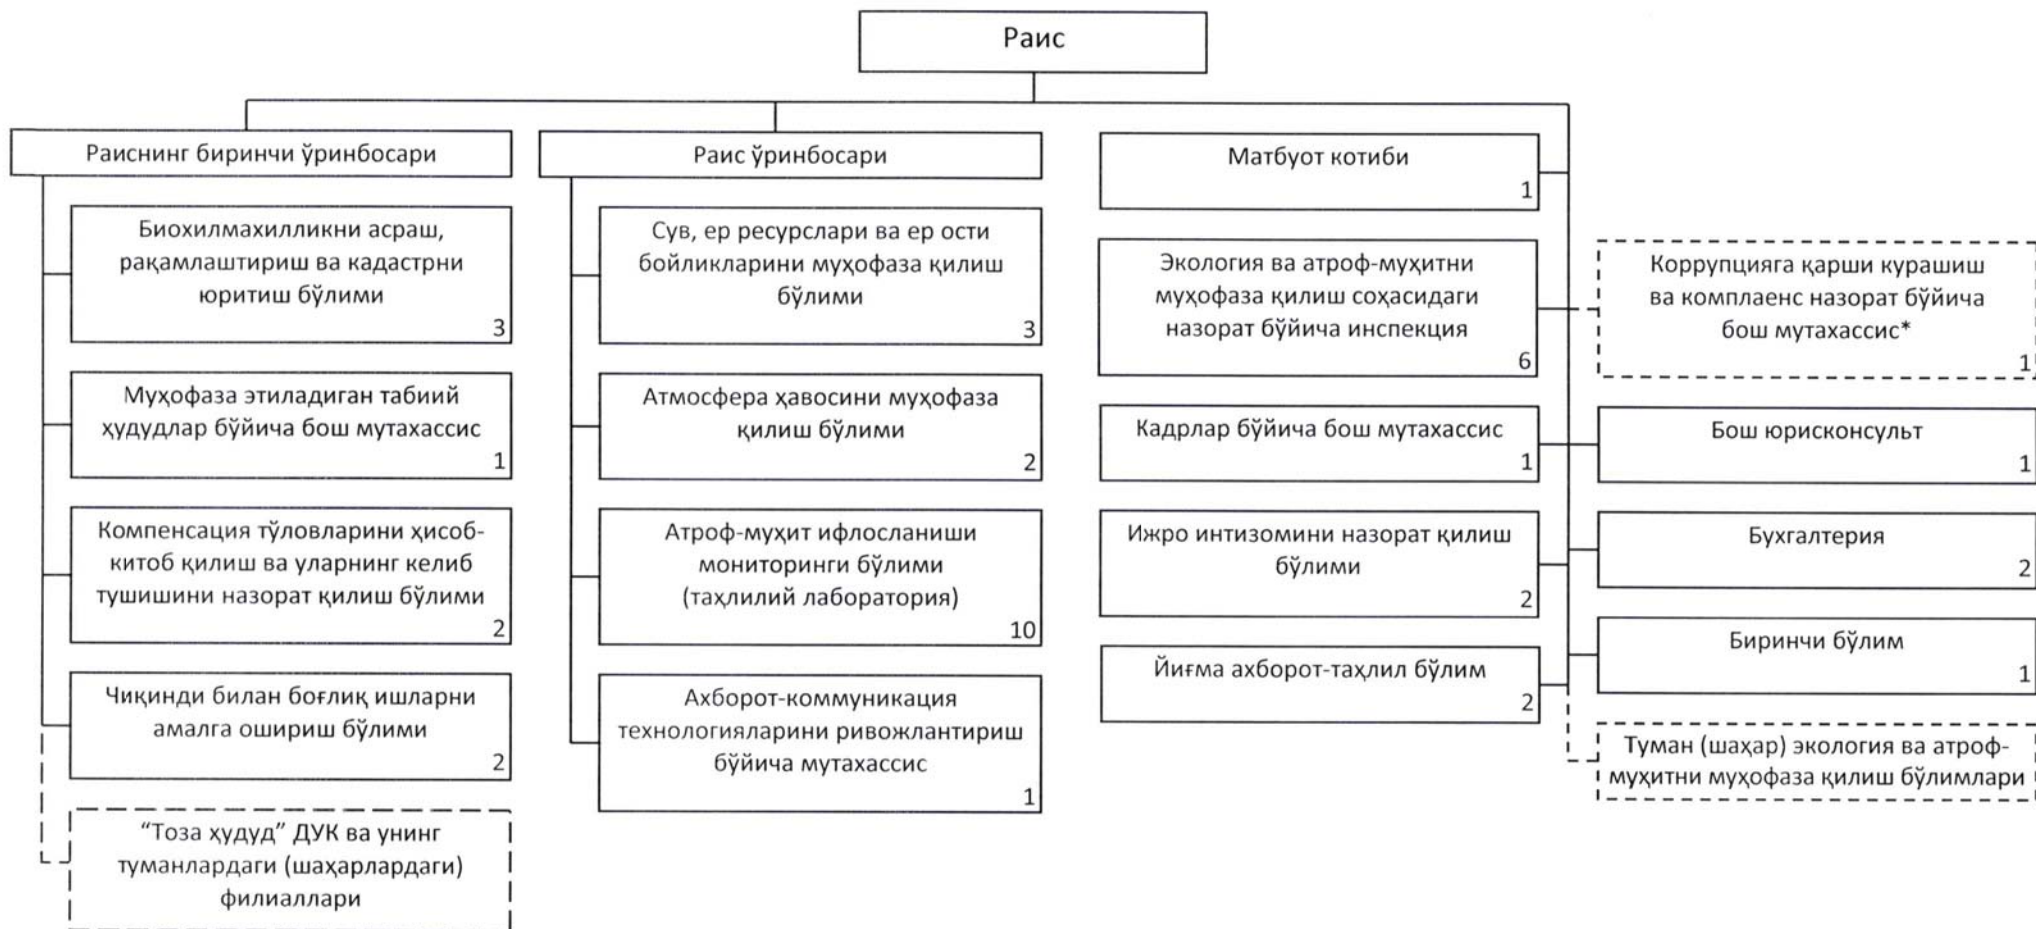 Раис
Раиснинг биринчи ўринбосари
Биохилмахилликни асраш,
рақамлаштириш ва кадастрни
юритиш бўлими
3
Муҳофаза этиладиган табиий
ҳудудлар бўйича бош мутахассис
1
Компенсация тўловларини ҳисоб-
китоб қилиш ва уларнинг келиб
тушишини назорат қилиш бўлими
2
Чиқинди билан боғлиқ ишларни
амалга ошириш бўлими
2
“Тоза ҳудуд” ДУК ва унинг
туманлардаги (шаҳарлардаги)
филиаллари
Раис ўринбосари
Сув, ер ресурслари ва ер ости
бойликларини муҳофаза қилиш
бўлими
3
Атмосфера ҳавосини муҳофаза
қилиш бўлими
2
Атроф-муҳит ифлосланиши
мониторинги бўлими
(таҳлилий лаборатория)
10
Ахборот-коммуникация
технологияларини ривожлантириш
бўйича мутахассис
1
Матбуот котиби
1
Экология ва атроф-муҳитни
муҳофаза қилиш соҳасидаги
назорат бўйича инспекция
6
Кадрлар бўйича бош мутахассис
1
Ижро интизомини назорат қилиш
бўлими
2
Йиғма ахборот-таҳлил бўлим
2
Коррупцияга қарши курашиш
ва комплаенс назорат бўйича
бош мутахассис*
1
Бош юрисконсульт
1
Бухгалтерия
2
Биринчи бўлим
1
Туман (шаҳар) экология ва атроф-
муҳитни муҳофаза қилиш бўлимлари